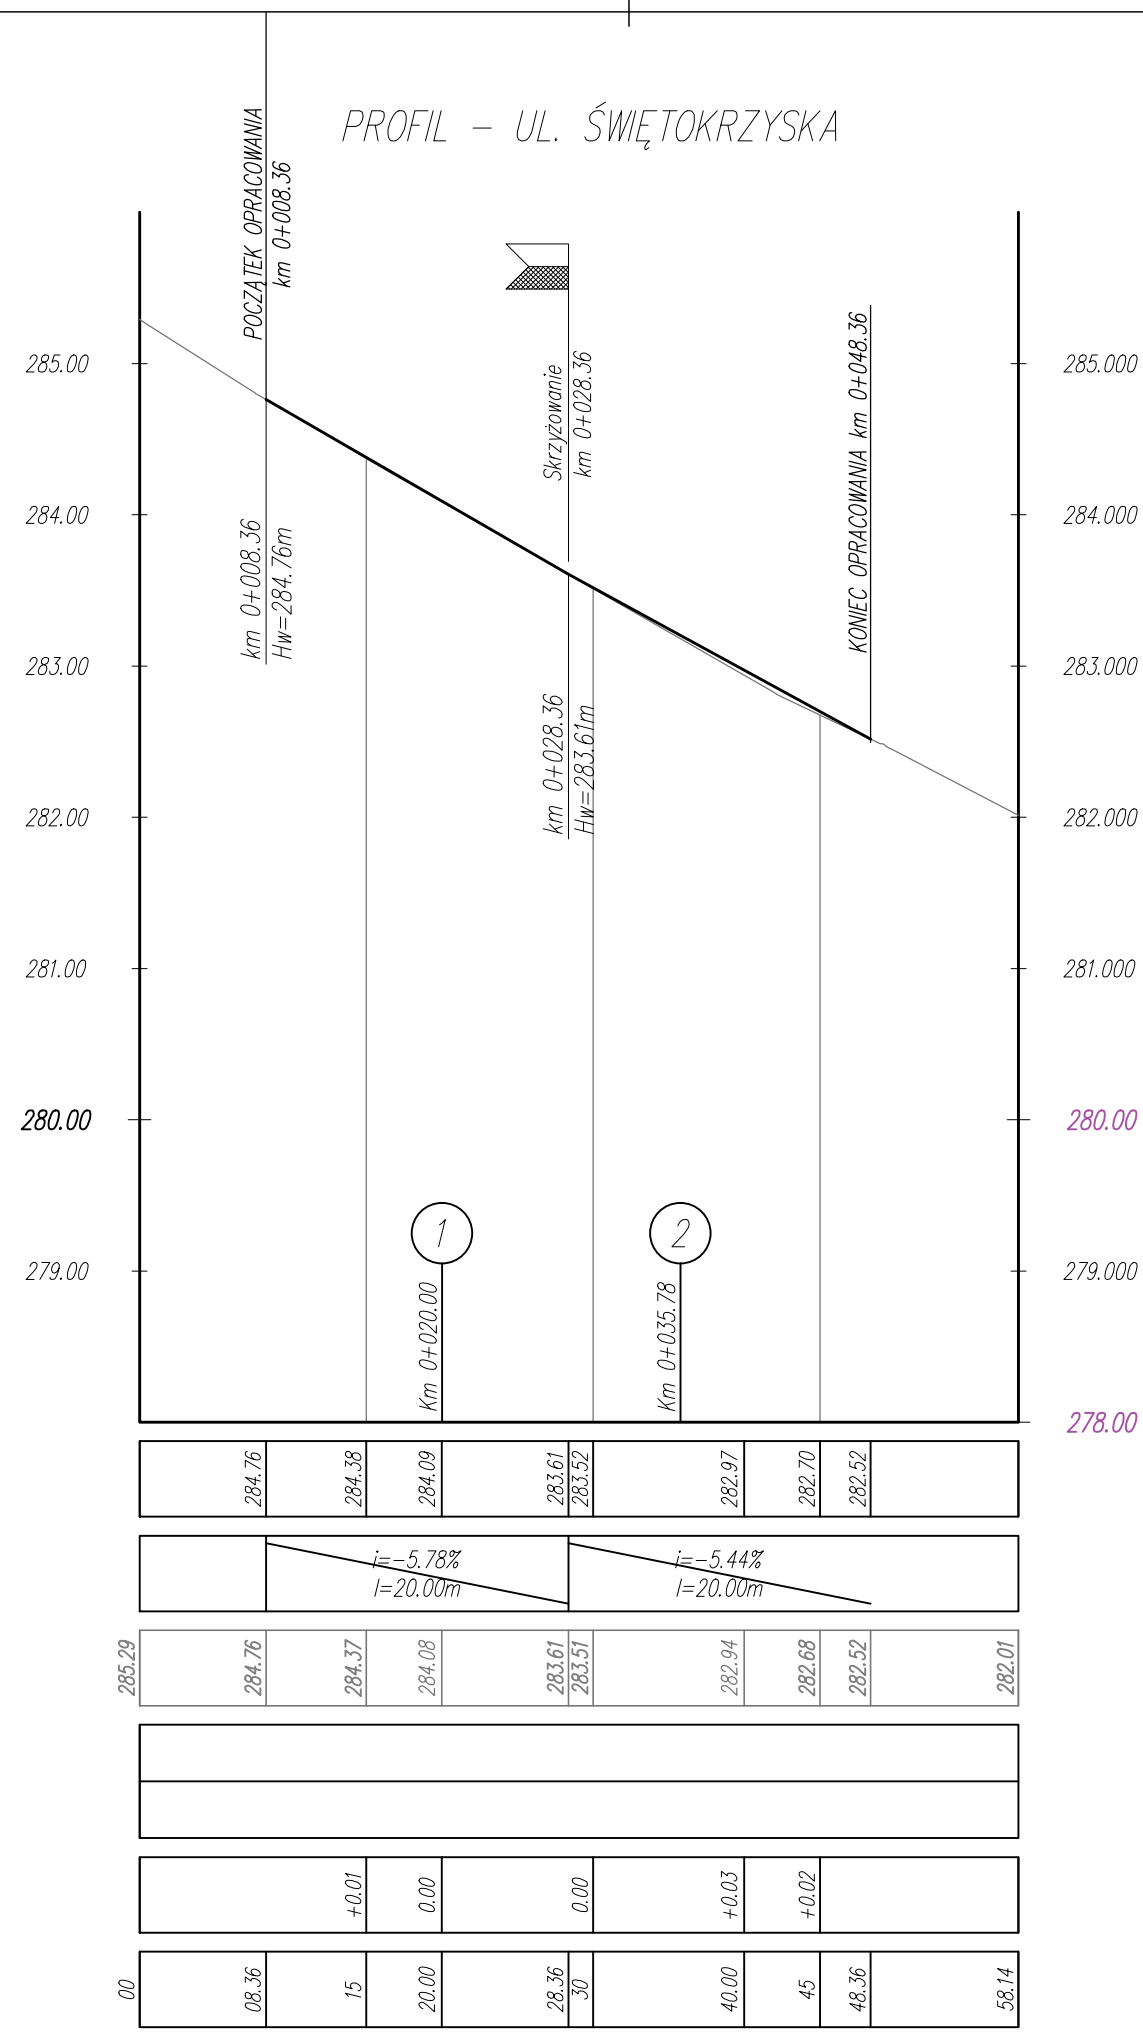 PROFIL - UL. ŚWIĘTOKRZYSKA
POCZĄTEK OPRACOWANIA
km 0+008.36
Skrzyżowanie
km 0+028.36
KONIEC OPRACOWANIA km 0+048.36
285.00
285.000
284.00
284.000
km 0+008.36
Hw=284.76m
283.00
283.000
km 0+028.36
Hw=283.61m
282.00
282.000
281.00
281.000
280.00
280.00
1
2
279.00
279.000
Km 0+020.00
Km 0+035.78
278.00
284.76 284.38 284.09 283.61 283.52 282.97 282.70 282.52
i=-5.78%
l=20.00m
i=-5.44%
l=20.00m
285.29 284.76 284.37 284.08 283.61 283.51 282.94 282.68 282.52 282.01
+0.01 0.00 0.00 +0.03 +0.02
00 08.36 15 20.00 28.36 30 40.00 45 48.36 58.14